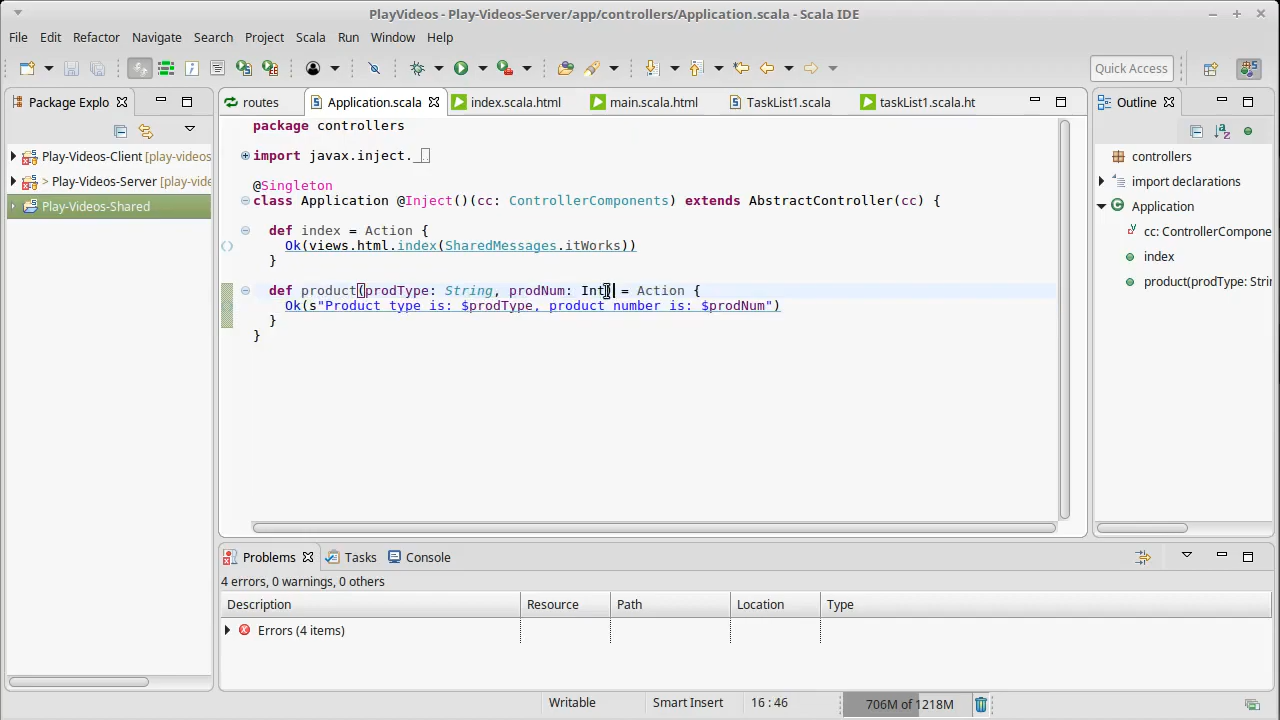 PlayVideos - Play-Videos-Server/app/controllers/Application.scala - Scala IDE
File Edit Refactor Navigate Search Project Scala Run Window Help
Quick Access
Package Explo
routes Application.scala index.scala.html main.scala.html TaskList1.scala taskList1.scala.ht
Outline
Play-Videos-Client [play-videos
> Play-Videos-Server [play-vide
Play-Videos-Shared
package controllers
import javax.inject._
@Singleton
class Application @Inject()(cc: ControllerComponents) extends AbstractController(cc) {
def index = Action {
Ok(views.html.index(SharedMessages.itWorks))
}
def product(prodType: String, prodNum: Int) = Action {
Ok(s"Product type is: $prodType, product number is: $prodNum")
}
}
controllers
import declarations
Application
cc: ControllerCompone
index
product(prodType: Strin
Problems Tasks Console
4 errors, 0 warnings, 0 others
Description Resource Path Location Type
Errors (4 items)
Writable Smart Insert 16 : 46 706M of 1218M